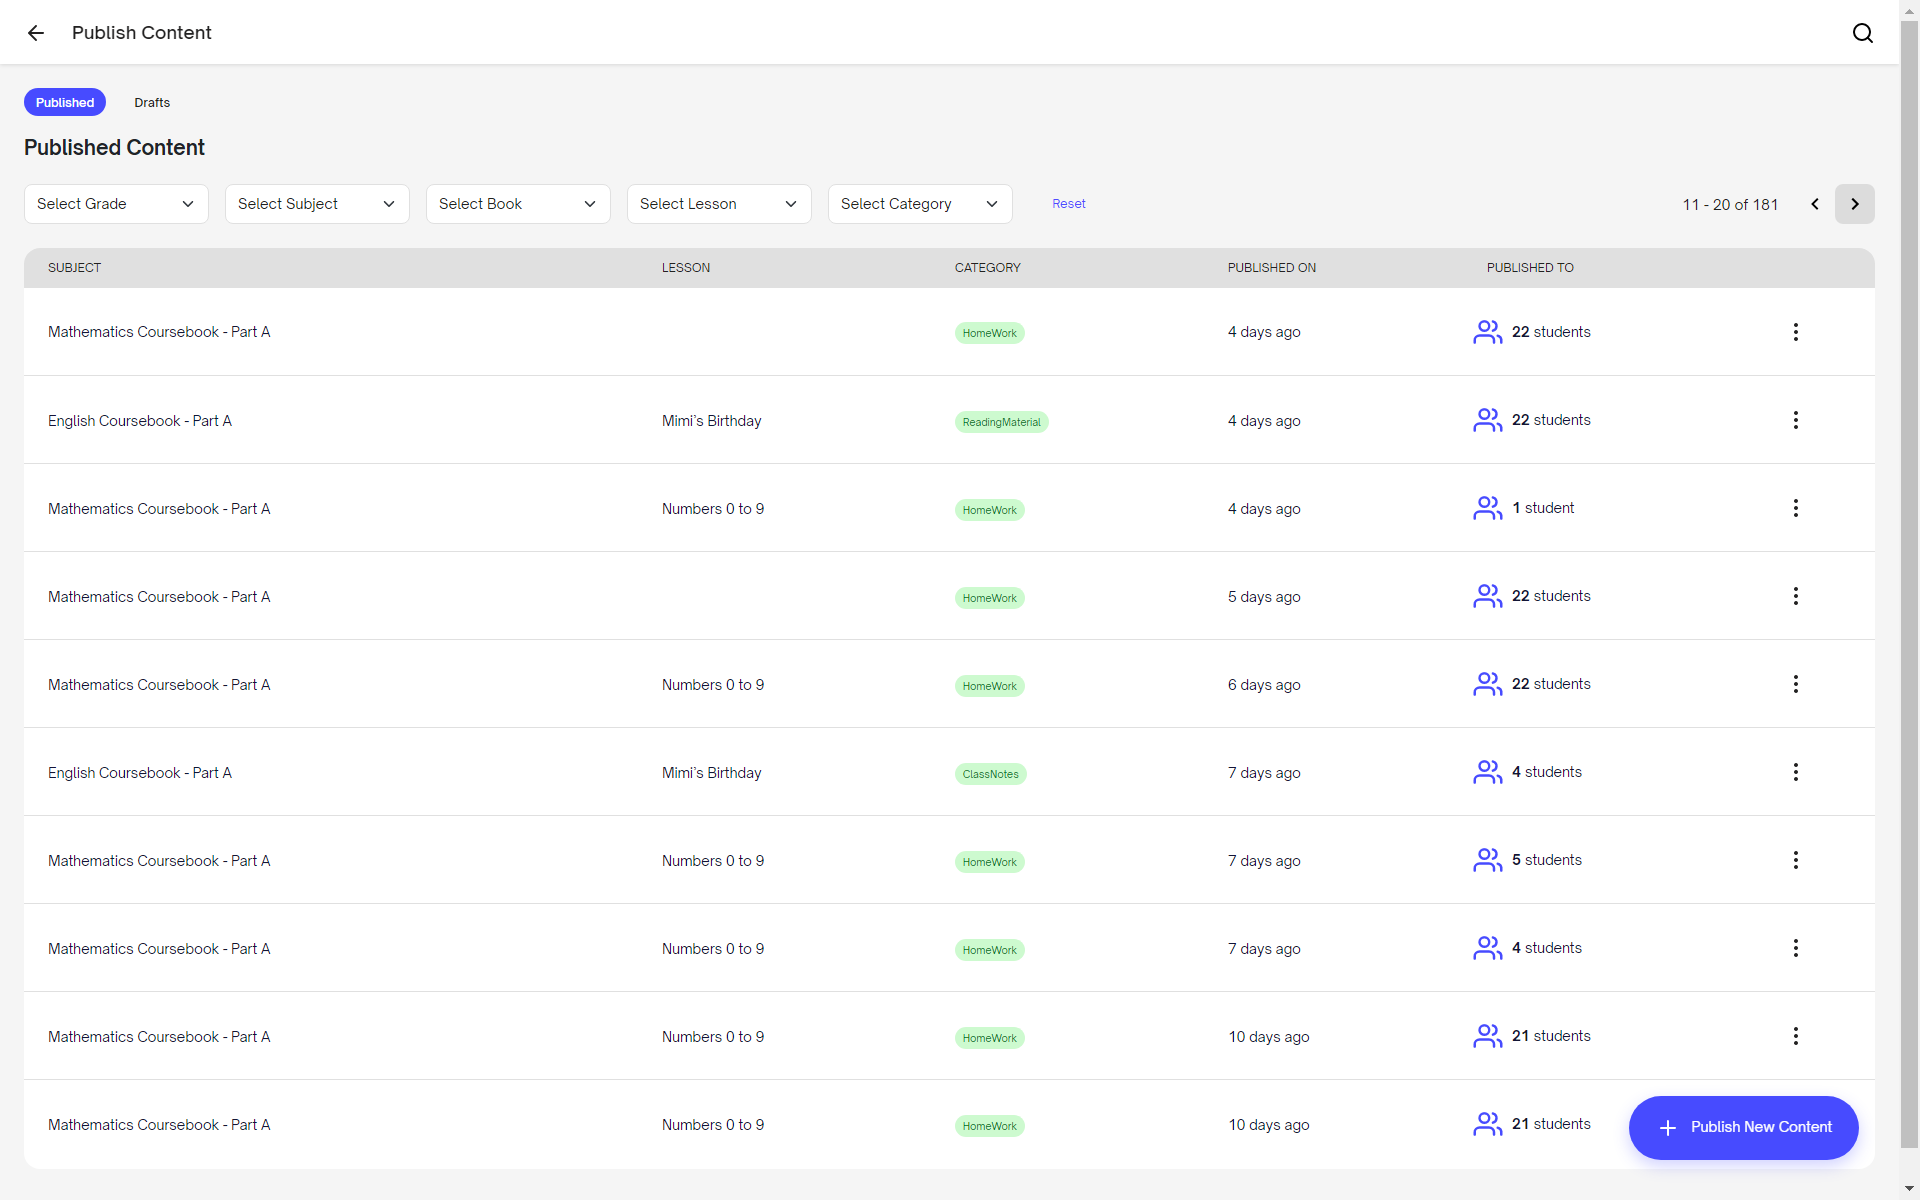 Publish Content
Published Drafts
Published Content
Select Grade Select Subject Select Book Select Lesson Select Category Reset 11 - 20 of 181
SUBJECT LESSON CATEGORY PUBLISHED ON PUBLISHED TO
Mathematics Coursebook - Part A HomeWork 4 days ago 22 students
English Coursebook - Part A Mimi`s Birthday ReadingMaterial 4 days ago 22 students
Mathematics Coursebook - Part A Numbers 0 to 9 HomeWork 4 days ago 1 student
Mathematics Coursebook - Part A HomeWork 5 days ago 22 students
Mathematics Coursebook - Part A Numbers 0 to 9 HomeWork 6 days ago 22 students
English Coursebook - Part A Mimi`s Birthday ClassNotes 7 days ago 4 students
Mathematics Coursebook - Part A Numbers 0 to 9 HomeWork 7 days ago 5 students
Mathematics Coursebook - Part A Numbers 0 to 9 HomeWork 7 days ago 4 students
Mathematics Coursebook - Part A Numbers 0 to 9 HomeWork 10 days ago 21 students
Mathematics Coursebook - Part A Numbers 0 to 9 HomeWork 10 days ago 21 students
Publish New Content